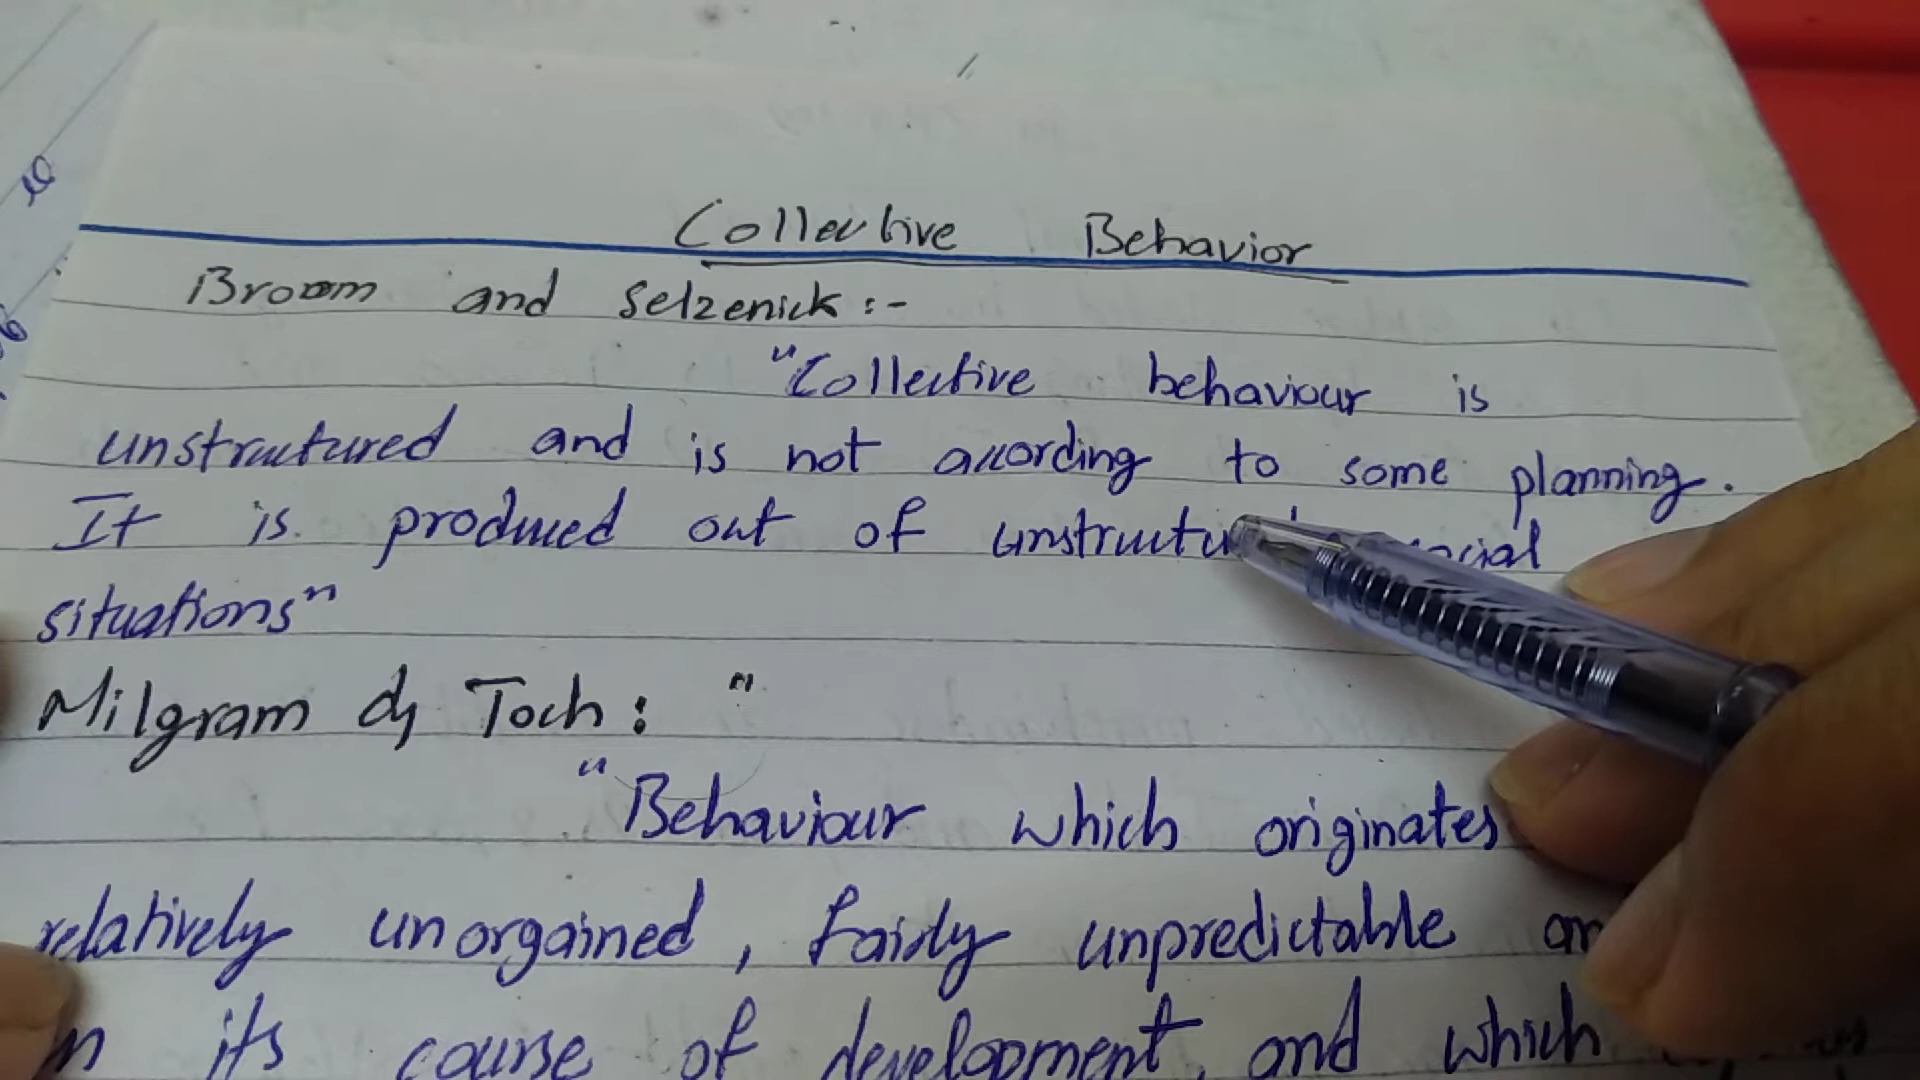 Collective Behavior
Broom and Selzenick :-
"Collective behaviour is
unstructured and is not according to some planning.
It is produced out of social
situations"
Milgram & Toch : "
"Behaviour which originates
relatively unorgained, fairly unpredictable
its course of development, and which